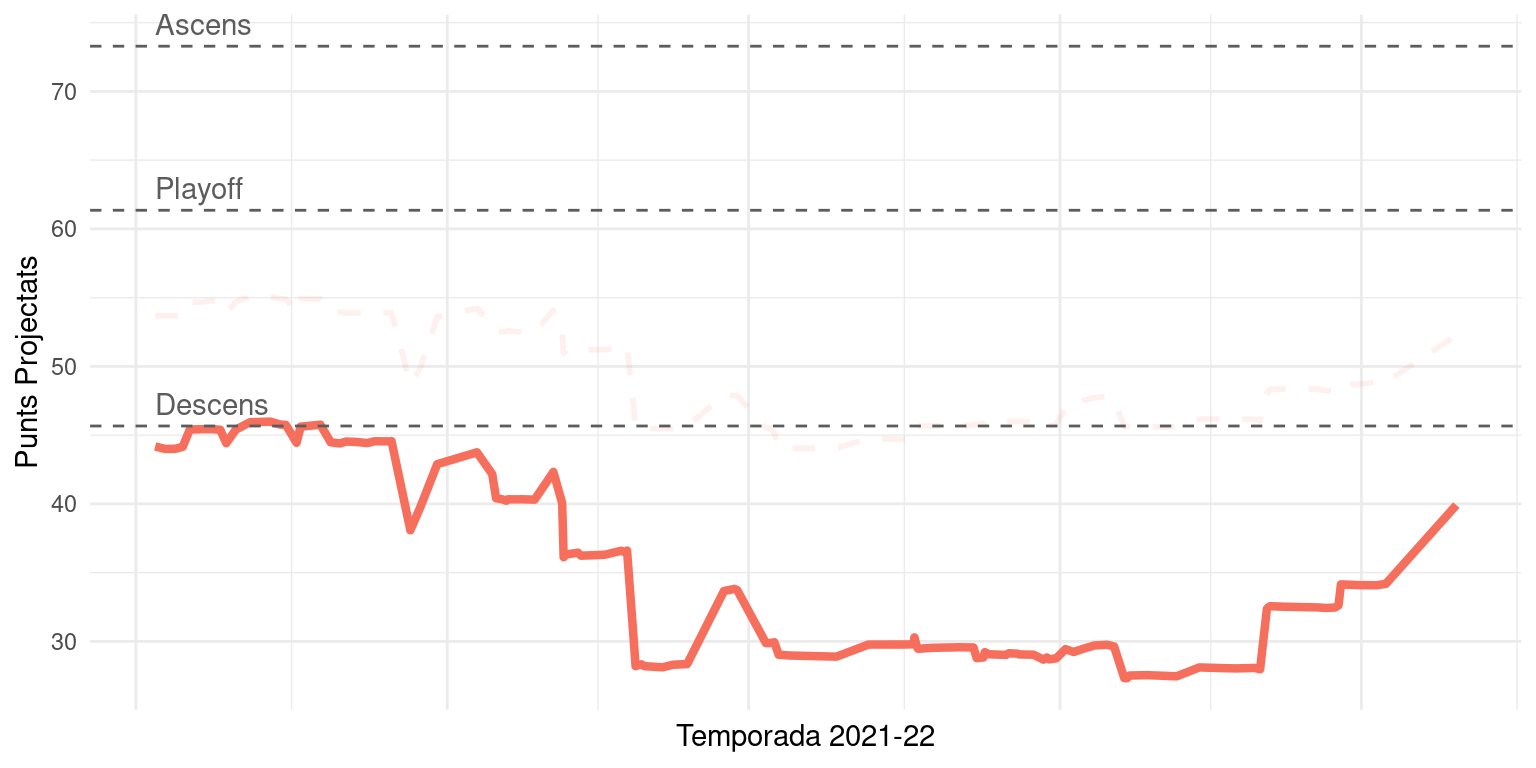 Ascens
70
Playoff
60
50
Descens
40
30
Punts Projectats
Temporada 2021-22